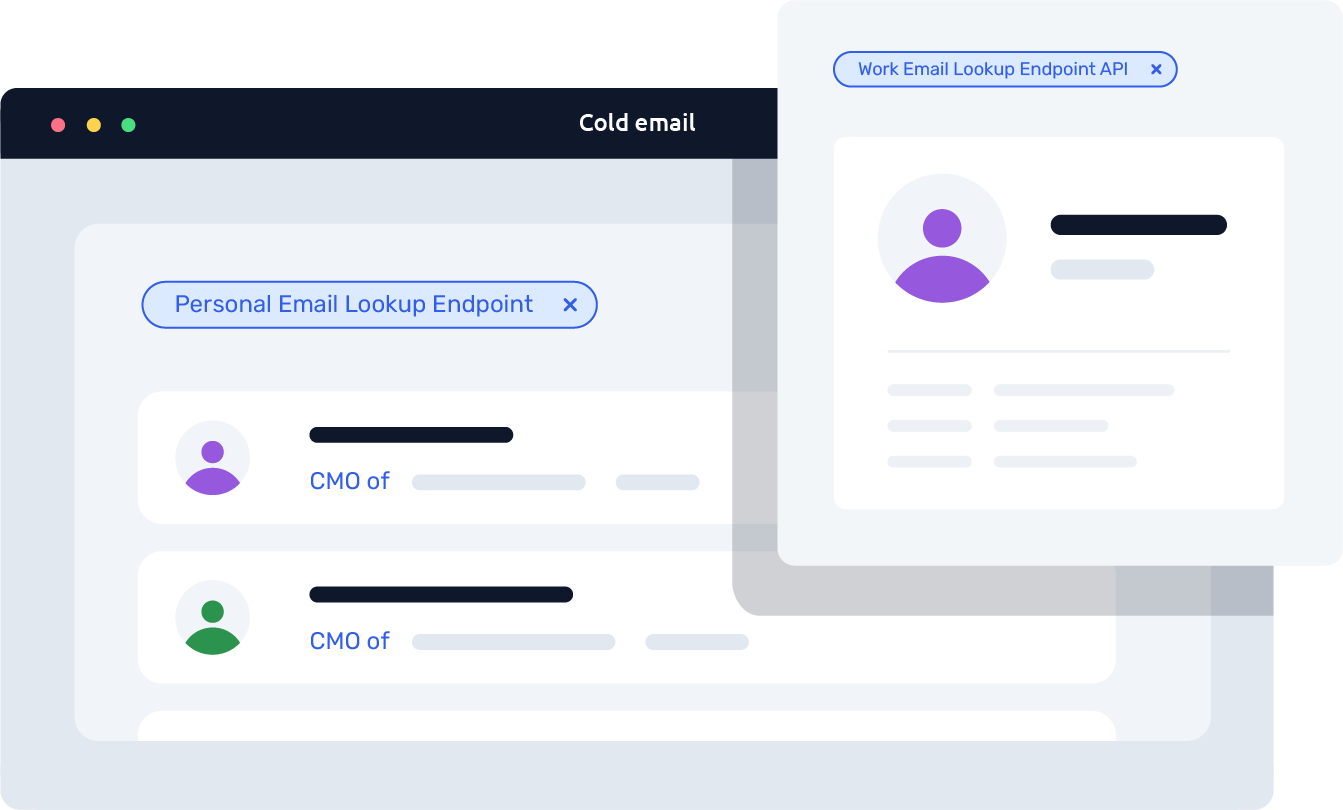 Cold email
Work Email Lookup Endpoint API
Personal Email Lookup Endpoint
CMO of
CMO of